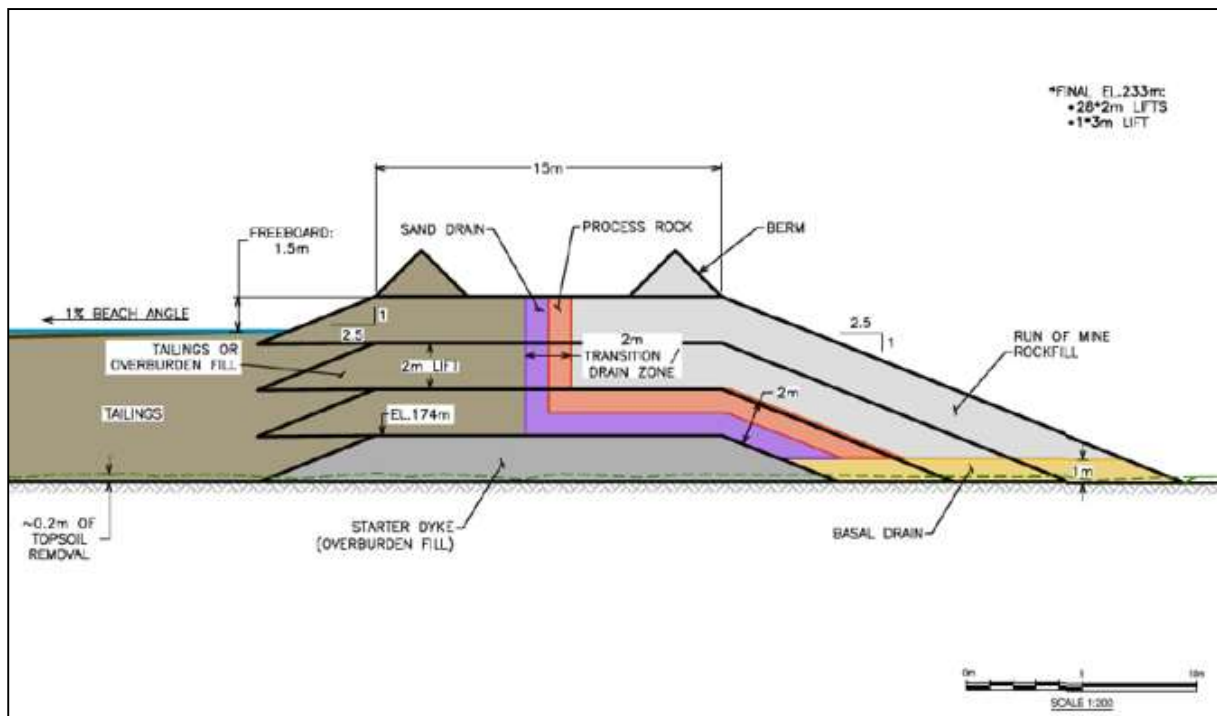 *FINAL EL.233m:
•28*2m LIFTS
•1*3m LIFT
15m
FREEBOARD:
1.5m
SAND DRAIN
PROCESS ROCK
BERM
1% BEACH ANGLE
1
2.5
TAILINGS OR
OVERBURDEN FILL
2m LIFT
2m
TRANSITION /
DRAIN ZONE
2.5
1
RUN OF MINE
ROCKFILL
TAILINGS
EL.174m
2m
1m
~0.2m OF
TOPSOIL
REMOVAL
STARTER DYKE
(OVERBURDEN FILL)
BASAL DRAIN
0m
10m
SCALE 1:200